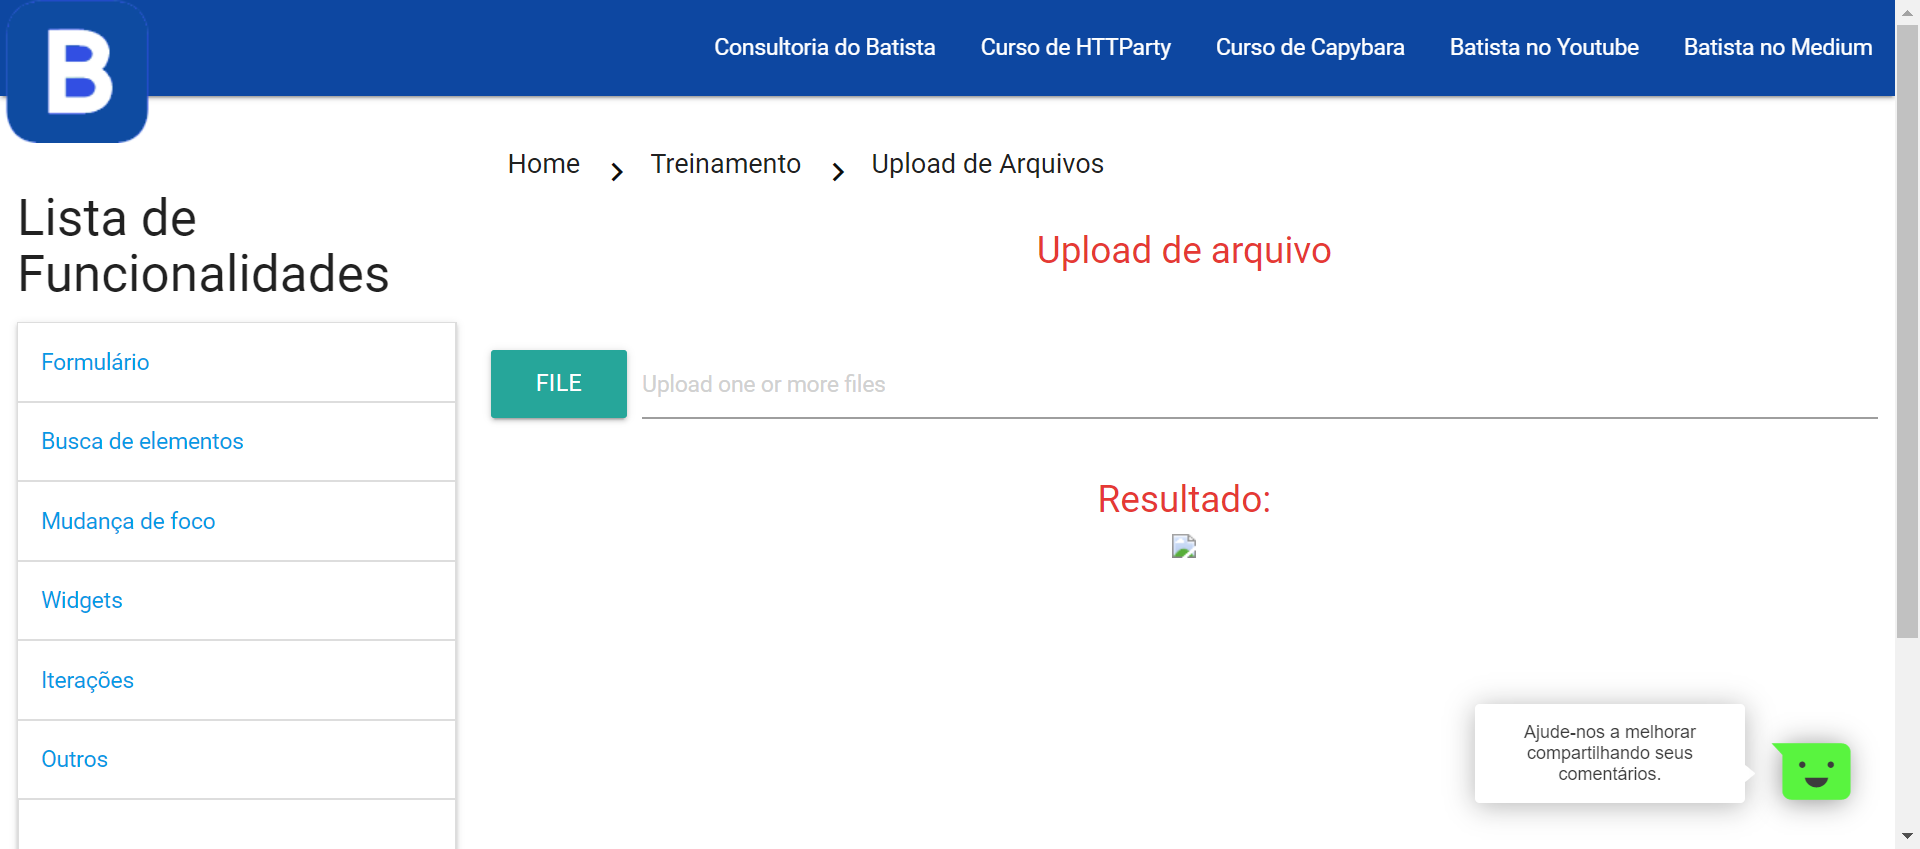 B
Consultoria do Batista
Curso de HTTParty
Curso de Capybara
Batista no Youtube
Batista no Medium
Home
Treinamento
Upload de Arquivos
Lista de
Funcionalidades
Formulário
Busca de elementos
Mudança de foco
Widgets
Iterações
Outros
Upload de arquivo
FILE
Upload one or more files
Resultado:
Ajude-nos a melhorar
compartilhando seus
comentários.